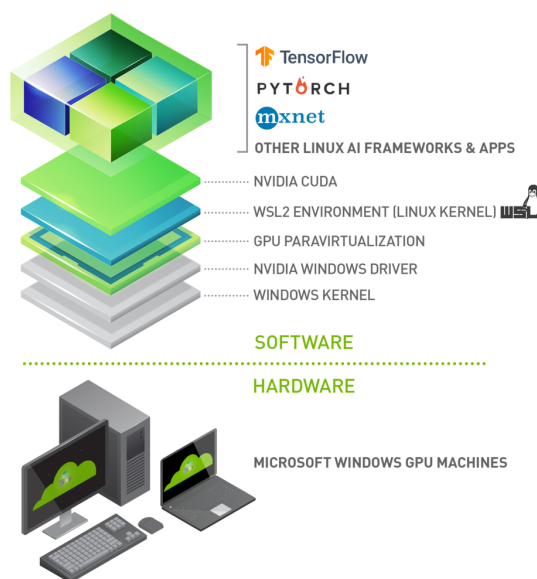 TensorFlow
PYTORCH
mxnet
OTHER LINUX AI FRAMEWORKS & APPS
NVIDIA CUDA
WSL2 ENVIRONMENT (LINUX KERNEL) WSL
GPU PARAVIRTUALIZATION
NVIDIA WINDOWS DRIVER
WINDOWS KERNEL
SOFTWARE
HARDWARE
MICROSOFT WINDOWS GPU MACHINES